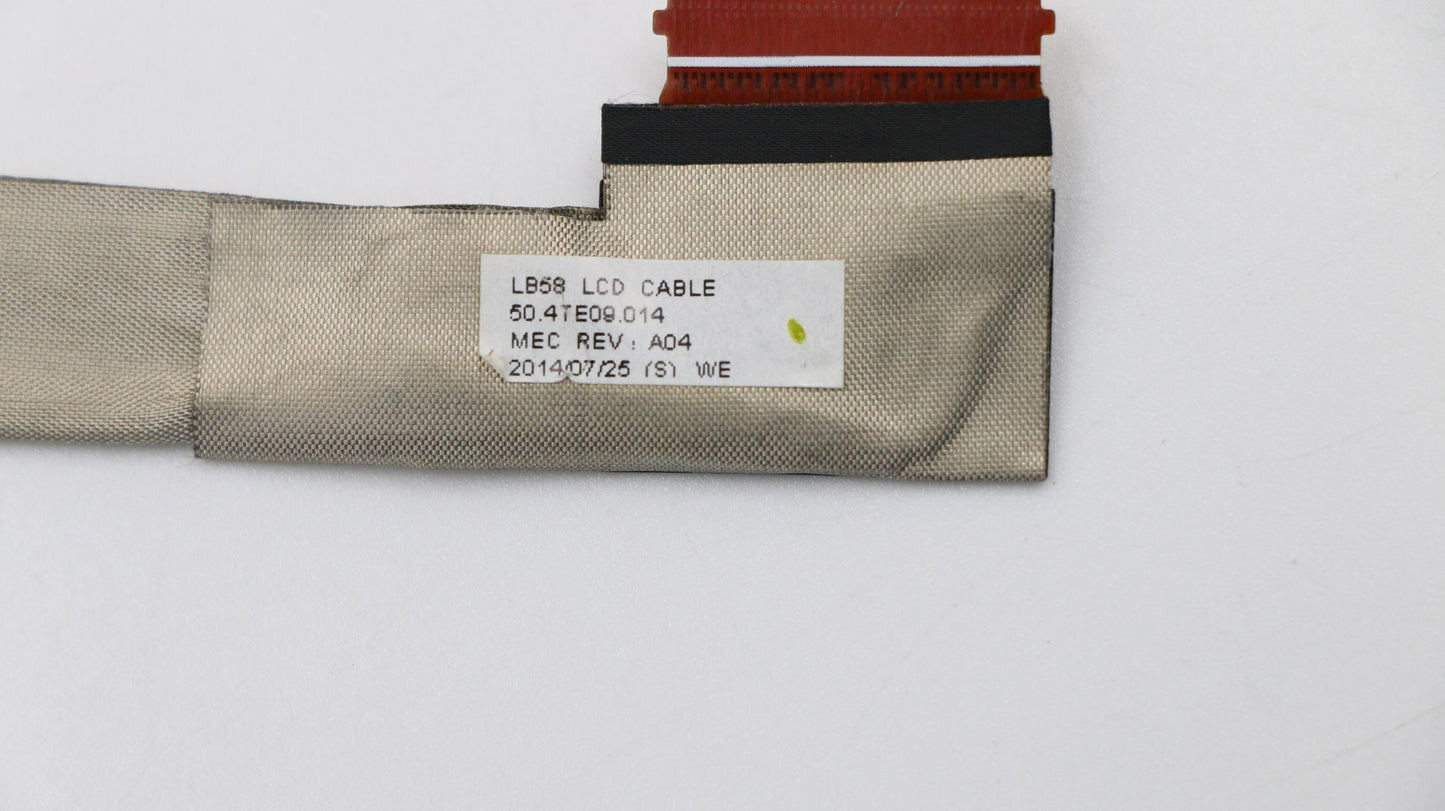 LB58 LCD CABLE
50.4TE09.014
MEC REV: A04
2014/07/25 (S) WE